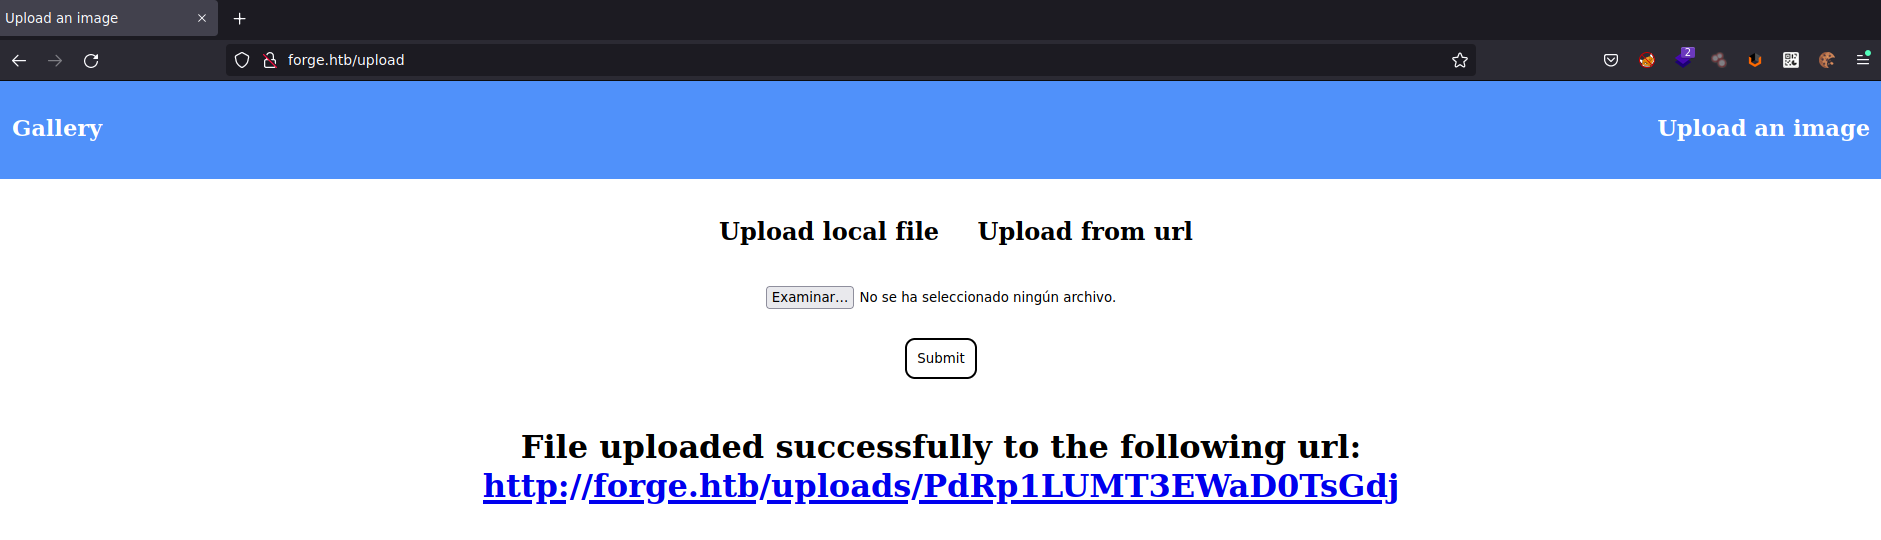 Upload an image
forge.htb/upload
2
Gallery
Upload an image
Upload local file
Upload from url
Examinar... No se ha seleccionado ningún archivo.
Submit
File uploaded successfully to the following url:
http://forge.htb/uploads/PdRp1LUMT3EWaD0TsGdj